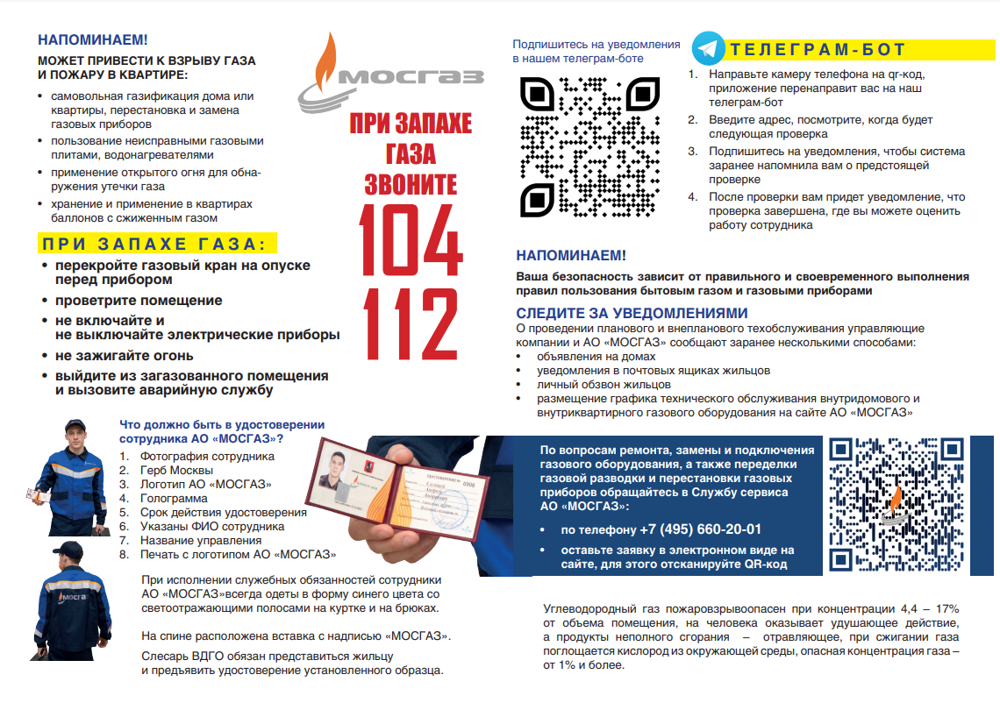 НАПОМИНАЕМ!
МОЖЕТ ПРИВЕСТИ К ВЗРЫВУ ГАЗА
И ПОЖАРУ В КВАРТИРЕ:
• самовольная газификация дома или
квартиры, перестановка и замена
газовых приборов
• пользование неисправными газовыми
плитами, водонагревателями
• применение открытого огня для обна-
ружения утечки газа
• хранение и применение в квартирах
баллонов с сжиженным газом
ПРИ ЗАПАХЕ ГАЗА:
• перекройте газовый кран на опуске
перед прибором
• проветрите помещение
• не включайте и
не выключайте электрические приборы
• не зажигайте огонь
• выйдите из загазованного помещения
и вызовите аварийную службу
МОСГАЗ
ПРИ ЗАПАХЕ
ГАЗА
ЗВОНИТЕ
104
112
Что должно быть в удостоверении
сотрудника АО «МОСГАЗ»?
1. Фотография сотрудника
2. Герб Москвы
3. Логотип АО «МОСГАЗ»
4. Голограмма
5. Срок действия удостоверения
6. Указаны ФИО сотрудника
7. Название управления
8. Печать с логотипом АО «МОСГАЗ»
УДОСТОВЕРЕНИЕ № 0906
МОСГАЗ
При исполнении служебных обязанностей сотрудники
АО «МОСГАЗ»всегда одеты в форму синего цвета со
светоотражающими полосами на куртке и на брюках.
На спине расположена вставка с надписью «МОСГАЗ».
Слесарь ВДГО обязан представиться жильцу
и предъявить удостоверение установленного образца.
Подпишитесь на уведомления
в нашем телеграм-боте
ТЕЛЕГРАМ-БОТ
1. Направьте камеру телефона на qr-код,
приложение перенаправит вас на наш
телеграм-бот
2. Введите адрес, посмотрите, когда будет
следующая проверка
3. Подпишитесь на уведомления, чтобы система
заранее напомнила вам о предстоящей
проверке
4. После проверки вам придет уведомление, что
проверка завершена, где вы можете оценить
работу сотрудника
НАПОМИНАЕМ!
Ваша безопасность зависит от правильного и своевременного выполнения
правил пользования бытовым газом и газовыми приборами
СЛЕДИТЕ ЗА УВЕДОМЛЕНИЯМИ
О проведении планового и внепланового техобслуживания управляющие
компании и АО «МОСГАЗ» сообщают заранее несколькими способами:
• объявления на домах
• уведомления в почтовых ящиках жильцов
• личный обзвон жильцов
• размещение графика технического обслуживания внутридомового и
внутриквартирного газового оборудования на сайте АО «МОСГАЗ»
По вопросам ремонта, замены и подключения
газового оборудования, а также переделки
газовой разводки и перестановки газовых
приборов обращайтесь в Службу сервиса
АО «МОСГАЗ»:
• по телефону +7 (495) 660-20-01
• оставьте заявку в электронном виде на
сайте, для этого отсканируйте QR-код
Углеводородный газ пожаровзрывоопасен при концентрации 4,4 – 17%
от объема помещения, на человека оказывает удушающее действие,
а продукты неполного сгорания – отравляющее, при сжигании газа
поглощается кислород из окружающей среды, опасная концентрация газа –
от 1% и более.